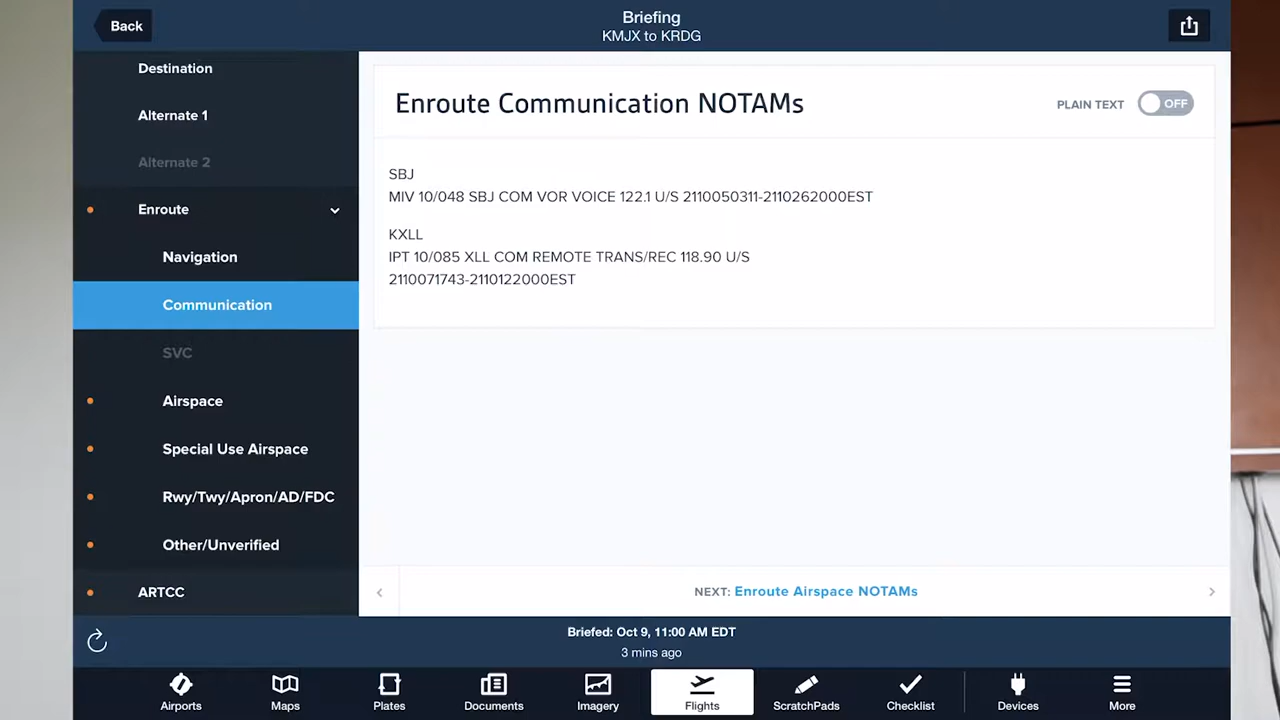 Back
Briefing
KMJX to KRDG
Destination
Alternate 1
Alternate 2
Enroute
Navigation
Communication
SVC
Airspace
Special Use Airspace
Rwy/Twy/Apron/AD/FDC
Other/Unverified
ARTCC
Enroute Communication NOTAMs
PLAIN TEXT OFF
SBJ
MIV 10/048 SBJ COM VOR VOICE 122.1 U/S 2110050311-2110262000EST
KXLL
IPT 10/085 XLL COM REMOTE TRANS/REC 118.90 U/S
2110071743-2110122000EST
NEXT: Enroute Airspace NOTAMs
Briefed: Oct 9, 11:00 AM EDT
3 mins ago
Airports
Maps
Plates
Documents
Imagery
Flights
ScratchPads
Checklist
Devices
More